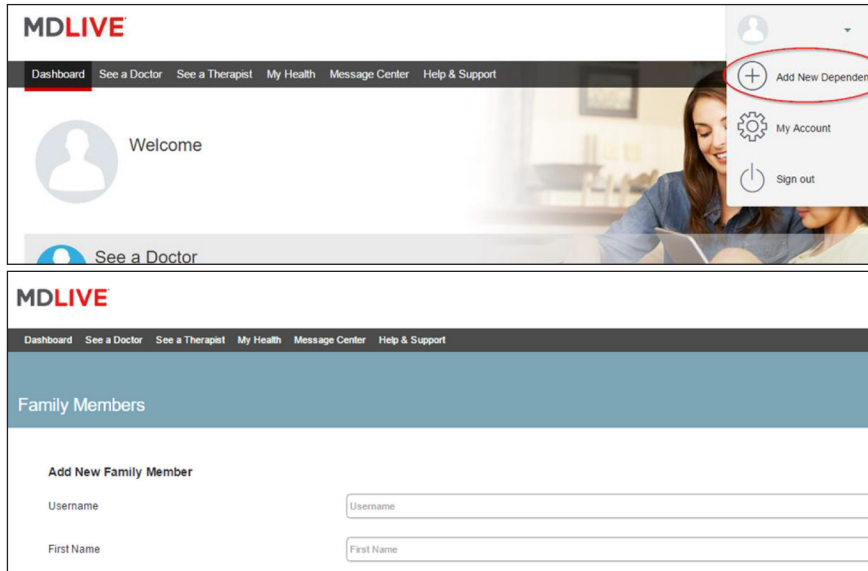 MDLIVE
Dashboard See a Doctor See a Therapist My Health Message Center Help & Support
Add New Dependen
My Account
Sign out
Welcome
See a Doctor
MDLIVE
Dashboard See a Doctor See a Therapist My Health Message Center Help & Support
Family Members
Add New Family Member
Username Username
First Name First Name